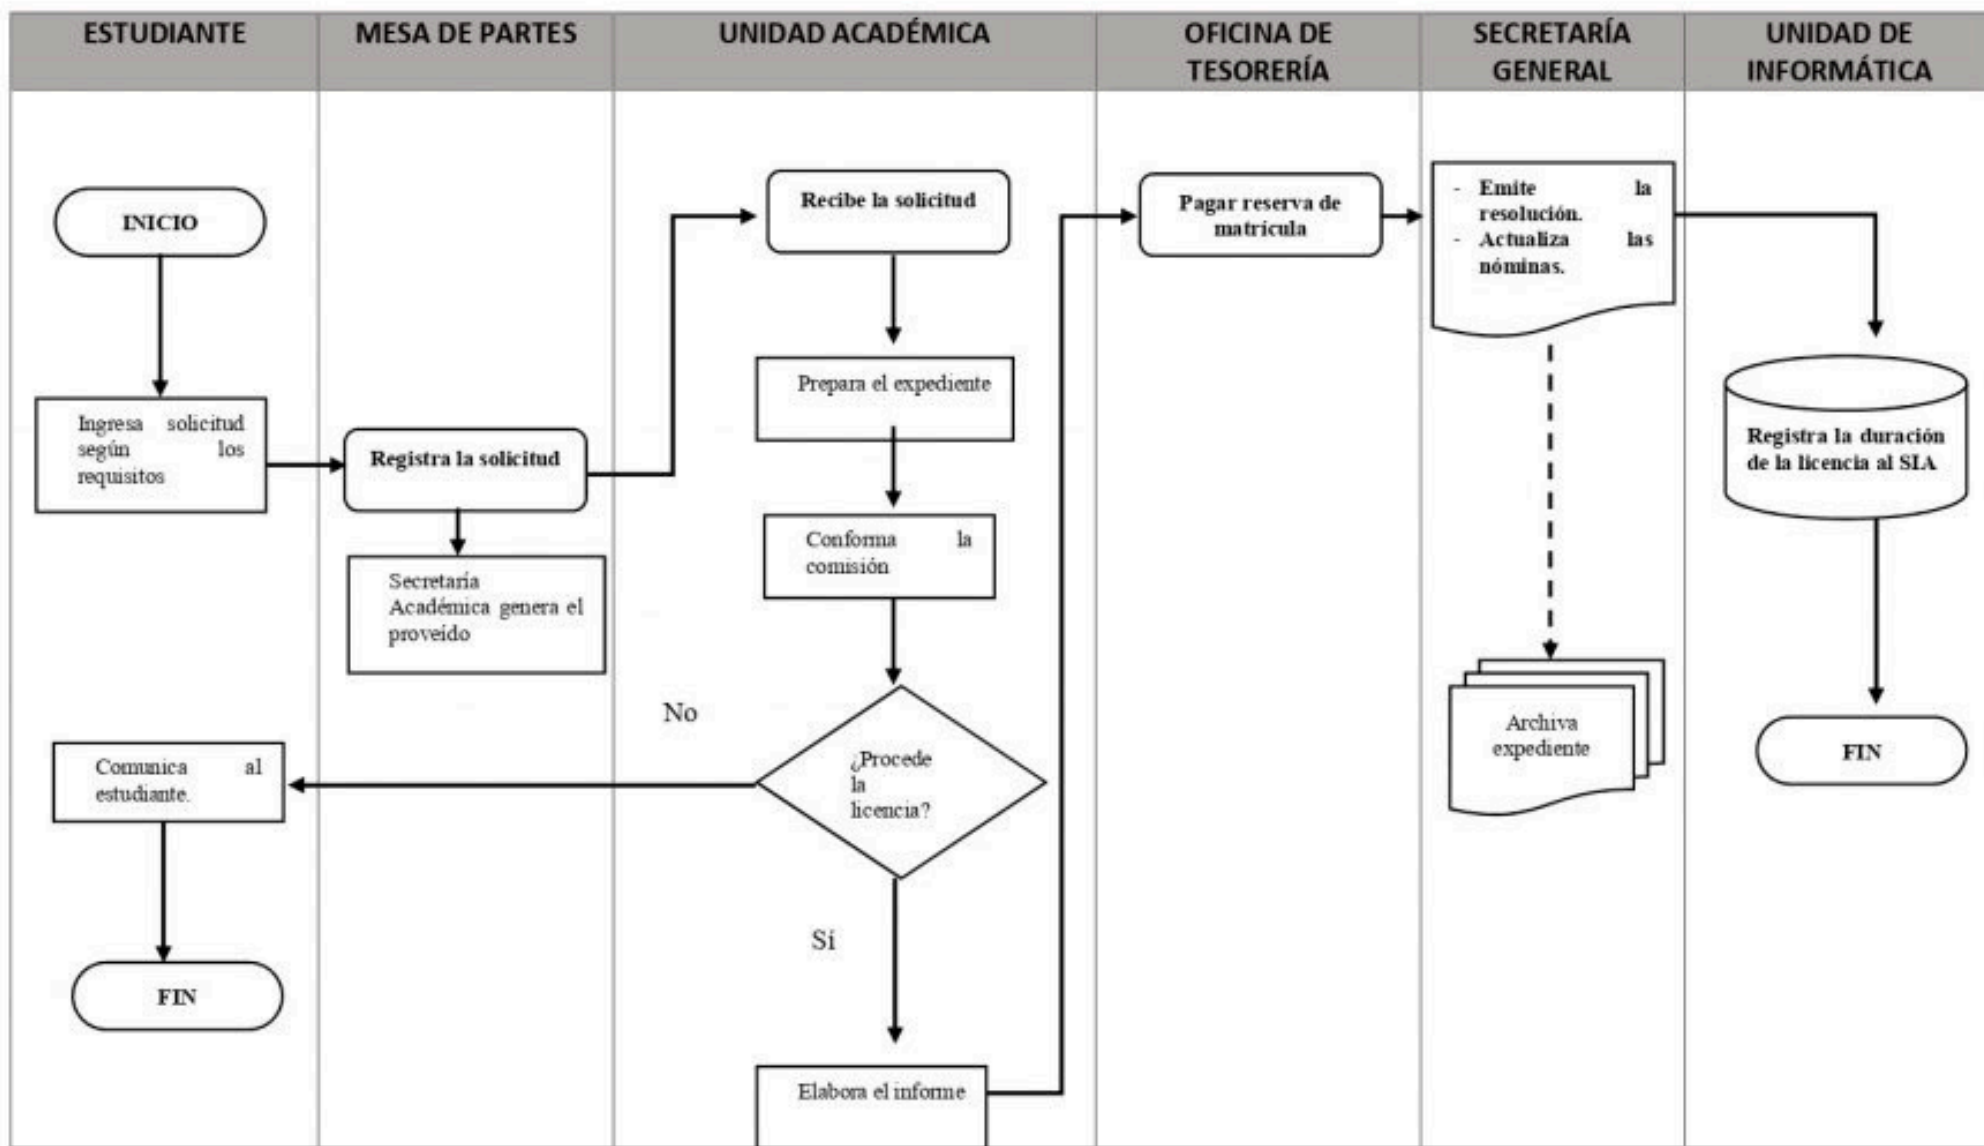 ESTUDIANTE
MESA DE PARTES
UNIDAD ACADÉMICA
OFICINA DE
TESORERÍA
SECRETARÍA
GENERAL
UNIDAD DE
INFORMÁTICA
INICIO
Ingresa solicitud
según los
requisitos
Comunica al
estudiante.
FIN
Registra la solicitud
Secretaría
Académica genera el
proveído
Recibe la solicitud
Prepara el expediente
Conforma la
comisión
No
¿Procede
la
licencia?
Sí
Elabora el informe
Pagar reserva de
matrícula
- Emite la
resolución.
- Actualiza las
nóminas.
Archiva
expediente
Registra la duración
de la licencia al SIA
FIN